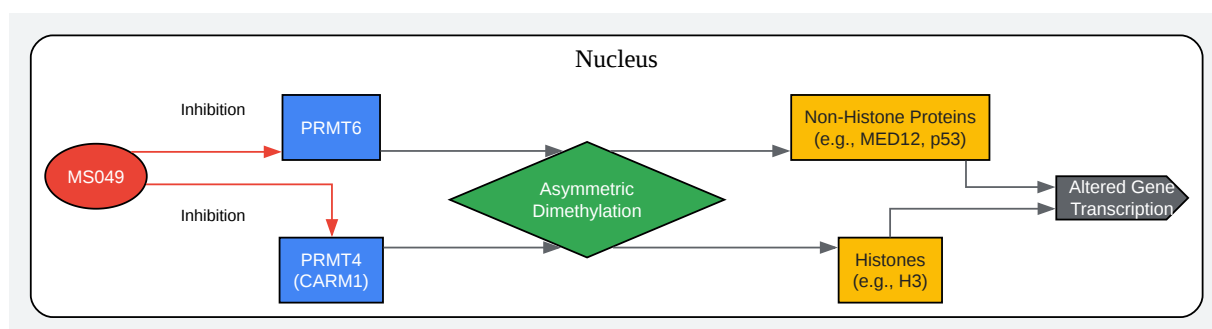 Nucleus
Inhibition
PRMT6
Non-Histone Proteins
(e.g., MED12, p53)
MS049
Asymmetric
Dimethylation
Altered Gene
Transcription
Inhibition
PRMT4
(CARM1)
Histones
(e.g., H3)